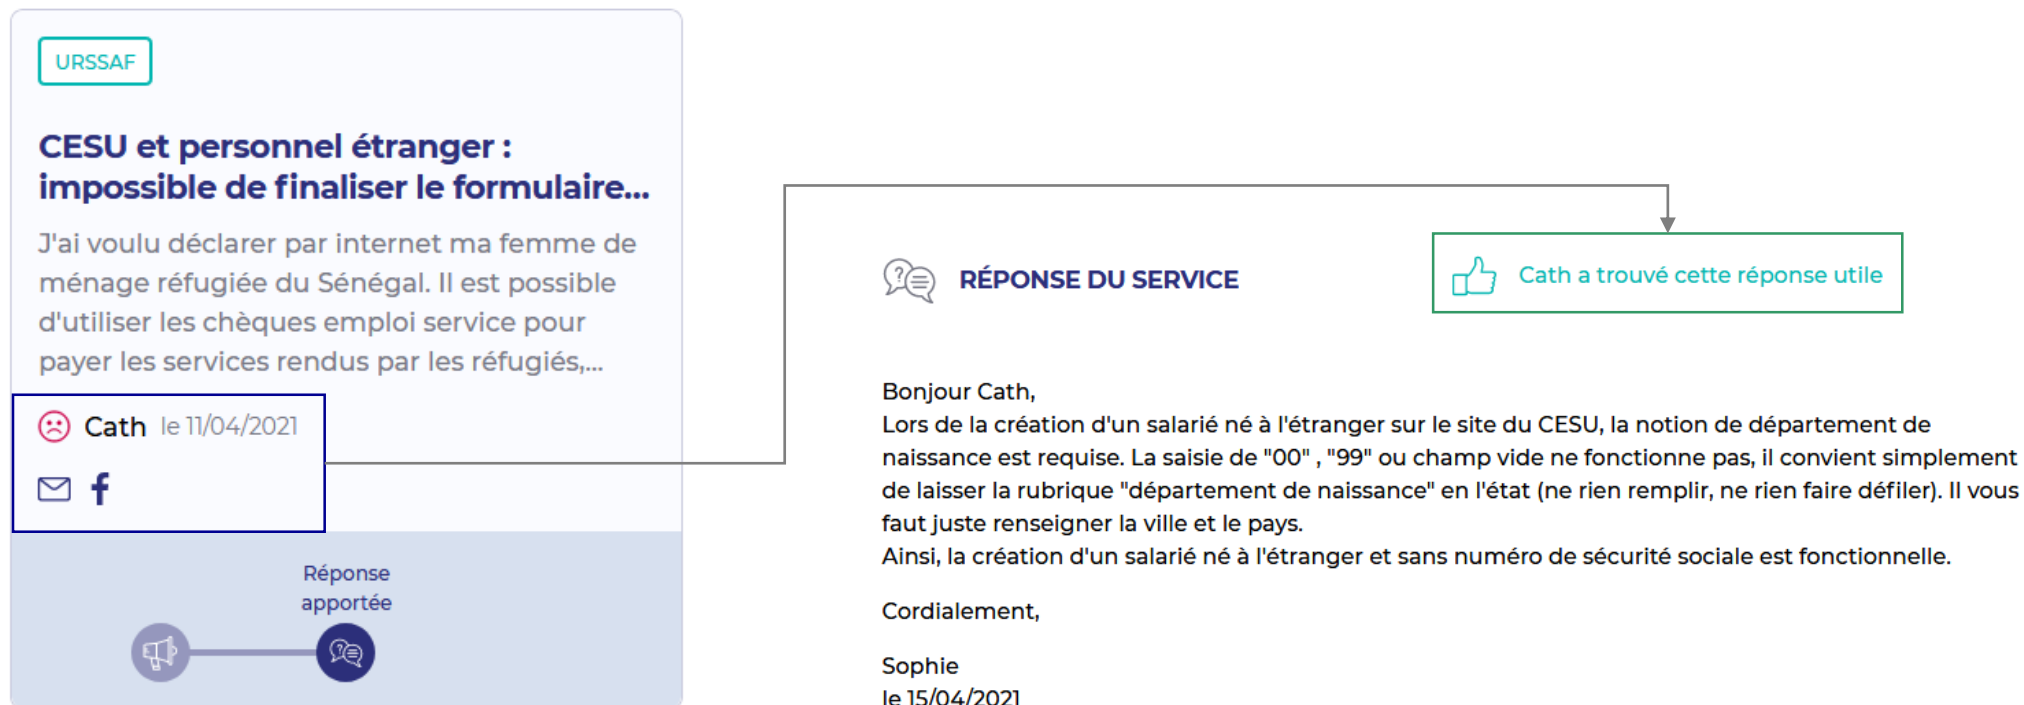 URSSAF
CESU et personnel étranger :
impossible de finaliser le formulaire...
J'ai voulu déclarer par internet ma femme de
ménage réfugiée du Sénégal. Il est possible
d'utiliser les chèques emploi service pour
payer les services rendus par les réfugiés,...
Cath le 11/04/2021
Réponse
apportée
RÉPONSE DU SERVICE
Cath a trouvé cette réponse utile
Bonjour Cath,
Lors de la création d'un salarié né à l'étranger sur le site du CESU, la notion de département de
naissance est requise. La saisie de "00" , "99" ou champ vide ne fonctionne pas, il convient simplement
de laisser la rubrique "département de naissance" en l'état (ne rien remplir, ne rien faire défiler). Il vous
faut juste renseigner la ville et le pays.
Ainsi, la création d'un salarié né à l'étranger et sans numéro de sécurité sociale est fonctionnelle.
Cordialement,
Sophie
le 15/04/2021